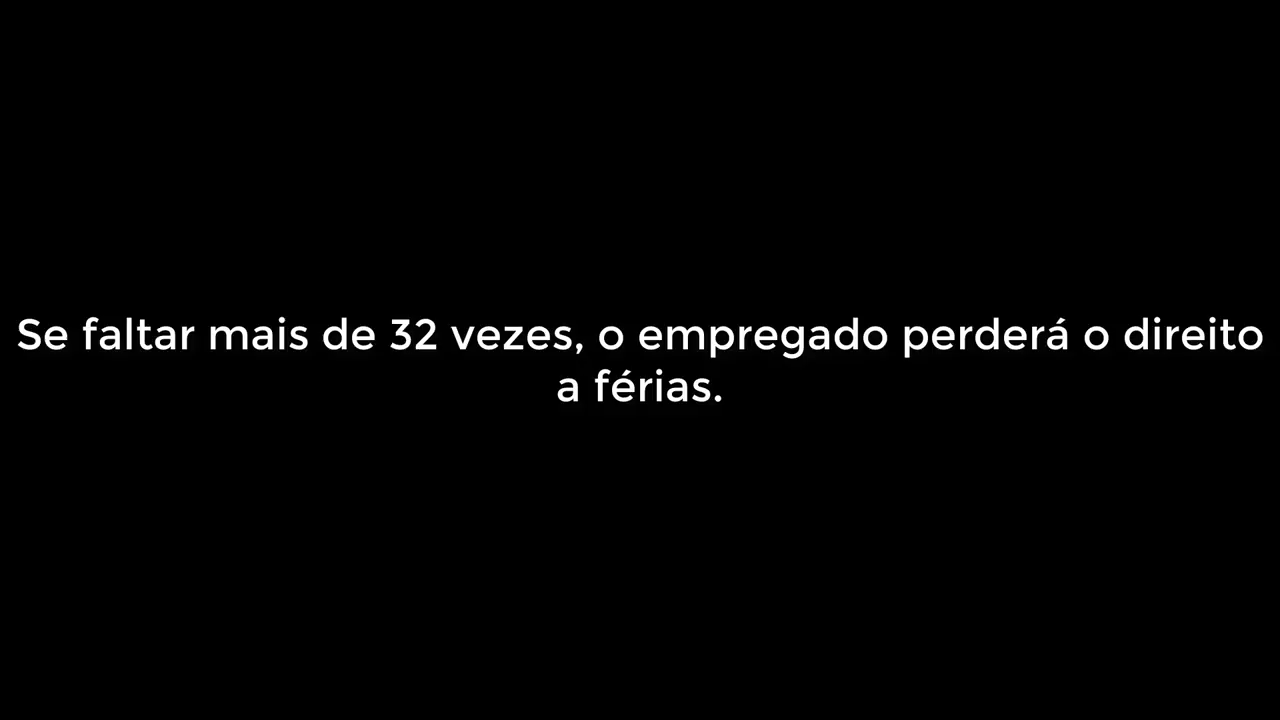 Se faltar mais de 32 vezes, o empregado perderá o direito
a férias.